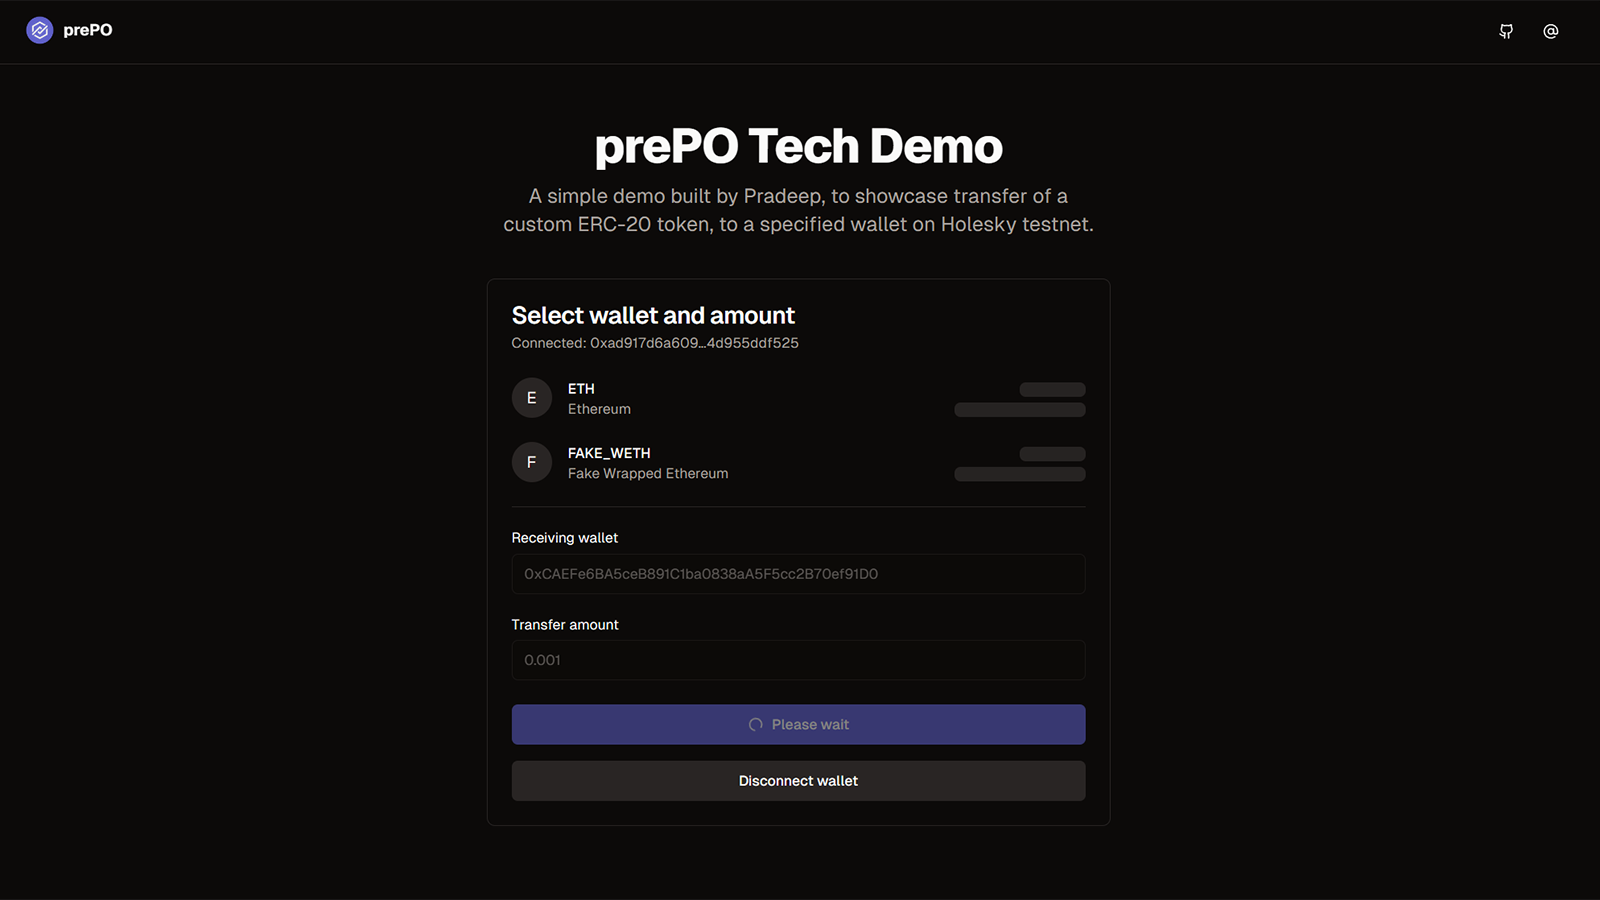 prePO
prePO Tech Demo
A simple demo built by Pradeep, to showcase transfer of a
custom ERC-20 token, to a specified wallet on Holesky testnet.
Select wallet and amount
Connected: 0xad917d6a609…4d955ddf525
E
ETH
Ethereum
F
FAKE_WETH
Fake Wrapped Ethereum
Receiving wallet
0xCAEFe6BA5ceB891C1ba0838aA5F5cc2B70ef91D0
Transfer amount
0.001
Please wait
Disconnect wallet